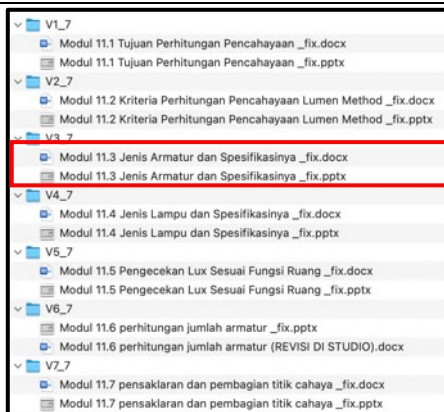 V1_7
Modul 11.1 Tujuan Perhitungan Pencahayaan _fix.docx
Modul 11.1 Tujuan Perhitungan Pencahayaan _fix.pptx
V2_7
Modul 11.2 Kriteria Perhitungan Pencahayaan Lumen Method _fix.docx
Modul 11.2 Kriteria Perhitungan Pencahayaan Lumen Method _fix.pptx
V3_7
Modul 11.3 Jenis Armatur dan Spesifikasinya _fix.docx
Modul 11.3 Jenis Armatur dan Spesifikasinya _fix.pptx
V4_7
Modul 11.4 Jenis Lampu dan Spesifikasinya _fix.docx
Modul 11.4 Jenis Lampu dan Spesifikasinya _fix.pptx
V5_7
Modul 11.5 Pengecekan Lux Sesuai Fungsi Ruang _fix.docx
Modul 11.5 Pengecekan Lux Sesuai Fungsi Ruang _fix.pptx
V6_7
Modul 11.6 perhitungan jumlah armatur _fix.pptx
Modul 11.6 perhitungan jumlah armatur (REVISI DI STUDIO).docx
V7_7
Modul 11.7 pensaklaran dan pembagian titik cahaya _fix.docx
Modul 11.7 pensaklaran dan pembagian titik cahaya _fix.pptx